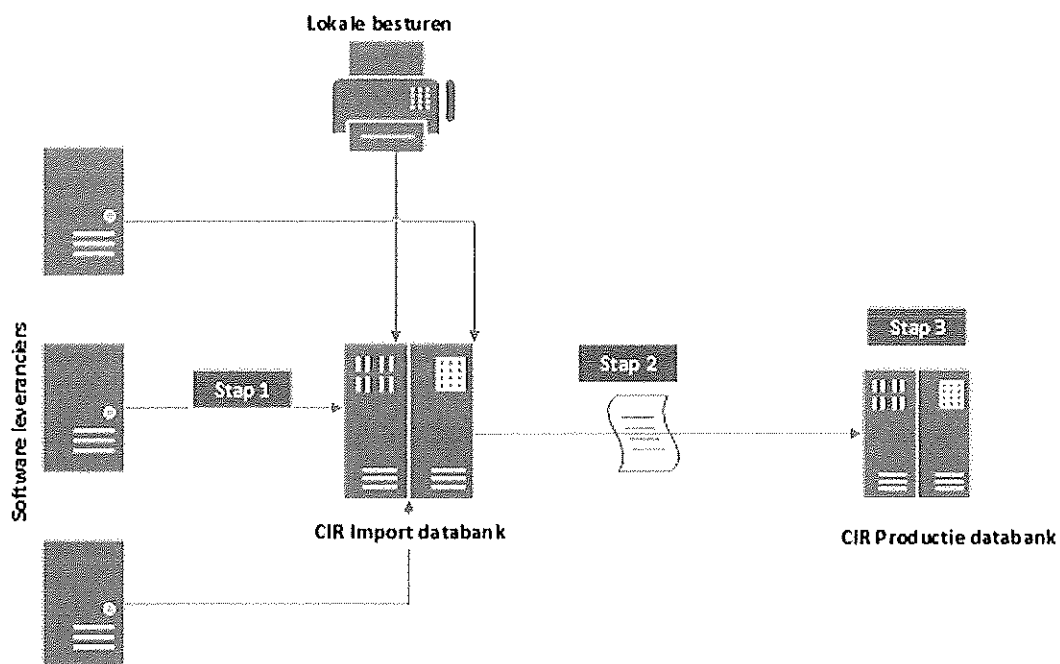 Lokale besturen
Software leveranciers
Stap 1
Stap 2
Stap 3
CIR Import databank
CIR Productie databank